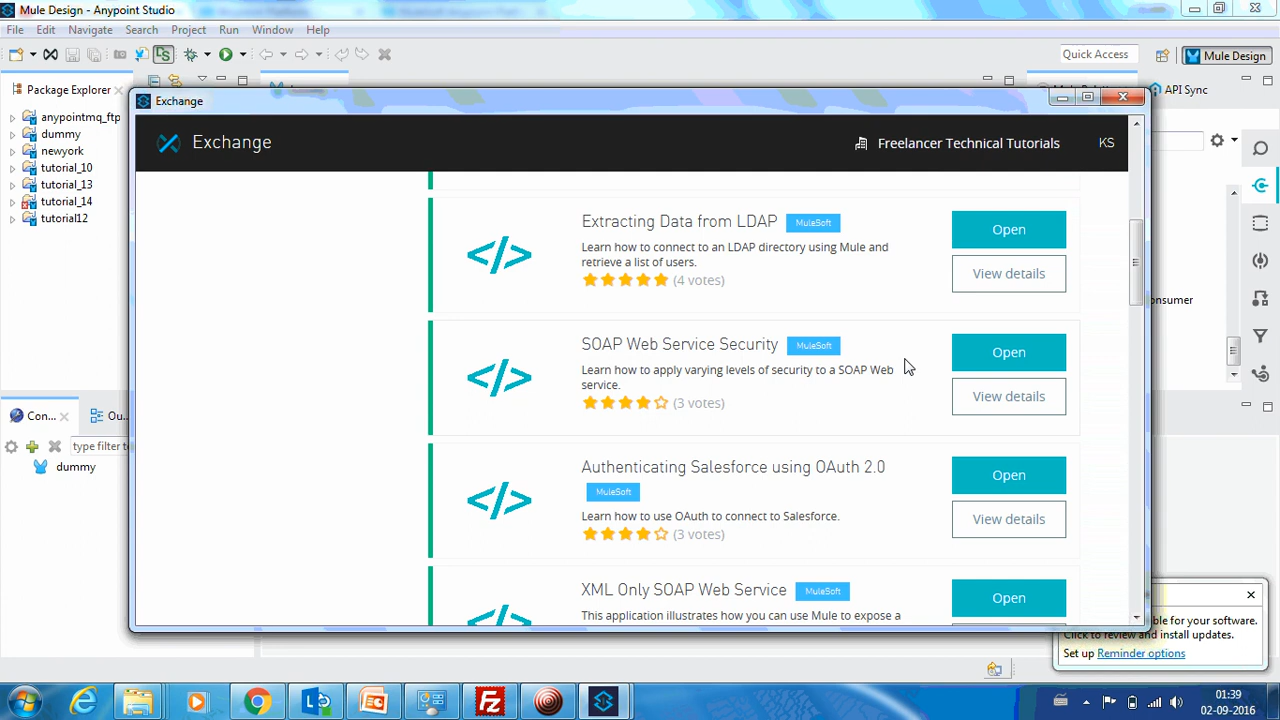 Mule Design - Anypoint Studio
File Edit Navigate Search Project Run Window Help
Quick Access
Mule Design
Package Explorer
API Sync
anypointmq_ftp
dummy
newyork
tutorial_10
tutorial_13
tutorial_14
tutorial12
Exchange
Exchange
Freelancer Technical Tutorials
KS
Extracting Data from LDAP MuleSoft
Learn how to connect to an LDAP directory using Mule and
retrieve a list of users.
(4 votes)
Open
View details
SOAP Web Service Security MuleSoft
Learn how to apply varying levels of security to a SOAP Web
service.
(3 votes)
Open
View details
Authenticating Salesforce using OAuth 2.0
MuleSoft
Learn how to use OAuth to connect to Salesforce.
(3 votes)
Open
View details
XML Only SOAP Web Service MuleSoft
This application illustrates how you can use Mule to expose a
Open
onsumer
Con...
Ou...
type filter t
dummy
ble for your software.
Click to review and install updates.
Set up Reminder options
01:39
02-09-2016